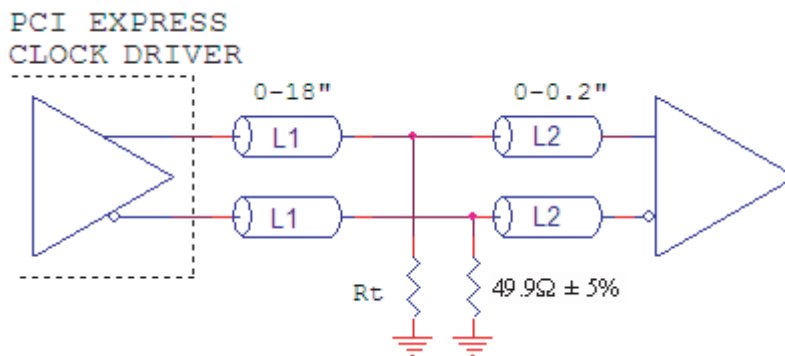 PCI EXPRESS
CLOCK DRIVER
0-18"
0-0.2"
L1
L2
L1
L2
Rt
49.9Ω ± 5%